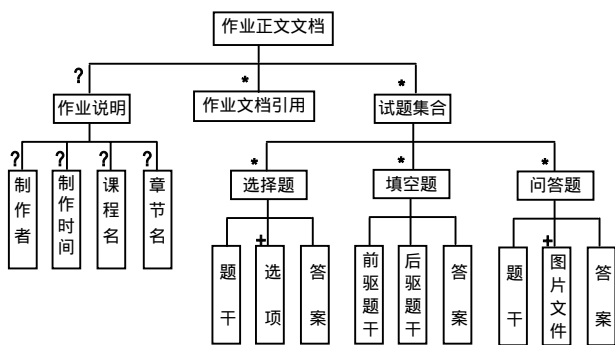 作业正文文档
?
*
*
作业说明
作业文档引用
试题集合
?
?
?
?
*
*
*
制作者
制作时间
课程名
章节名
选择题
填空题
问答题
+
+
题干
选项
答案
前驱题干
后驱题干
答案
题干
图片文件
答案